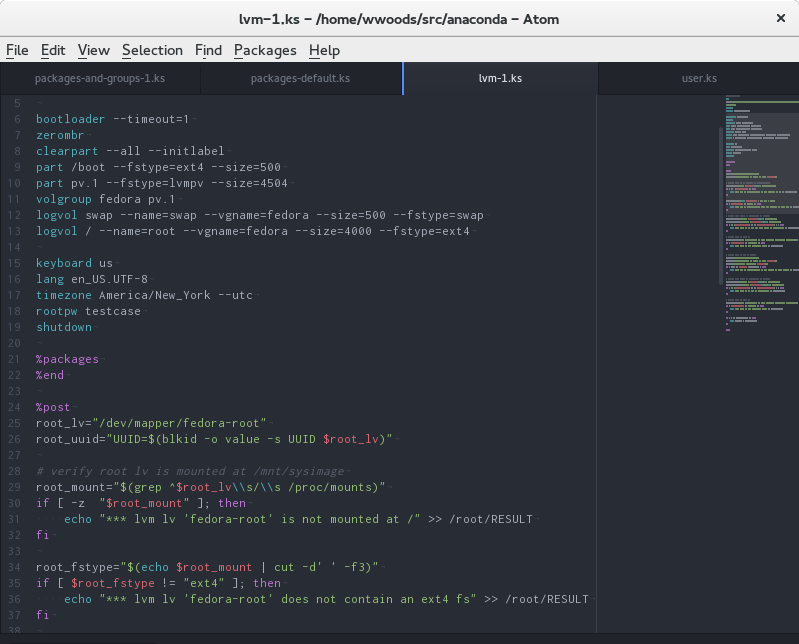 lvm-1.ks – /home/wwoods/src/anaconda – Atom
File Edit View Selection Find Packages Help
packages-and-groups-1.ks packages-default.ks lvm-1.ks user.ks
5
6 bootloader --timeout=1
7 zerombr
8 clearpart --all --initlabel
9 part /boot --fstype=ext4 --size=500
10 part pv.1 --fstype=lvmpv --size=4504
11 volgroup fedora pv.1
12 logvol swap --name=swap --vgname=fedora --size=500 --fstype=swap
13 logvol / --name=root --vgname=fedora --size=4000 --fstype=ext4
14
15 keyboard us
16 lang en_US.UTF-8
17 timezone America/New_York --utc
18 rootpw testcase
19 shutdown
20
21 %packages
22 %end
23
24 %post
25 root_lv="/dev/mapper/fedora-root"
26 root_uuid="UUID=$(blkid -o value -s UUID $root_lv)"
27
28 # verify root lv is mounted at /mnt/sysimage
29 root_mount="$(grep ^$root_lv\\s/\\s /proc/mounts)"
30 if [ -z  "$root_mount" ]; then
31     echo "*** lvm lv 'fedora-root' is not mounted at /" >> /root/RESULT
32 fi
33
34 root_fstype="$(echo $root_mount | cut -d' ' -f3)"
35 if [ $root_fstype != "ext4" ]; then
36     echo "*** lvm lv 'fedora-root' does not contain an ext4 fs" >> /root/RESULT
37 fi
38